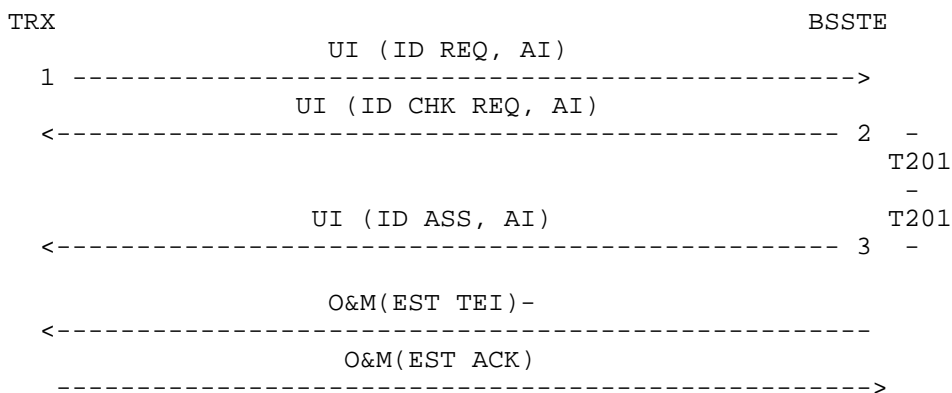 TRX BSSTE
UI (ID REQ, AI)
1 ------------------------------------------------->
UI (ID CHK REQ, AI)
<------------------------------------------------- 2 -
T201
-
UI (ID ASS, AI) T201
<------------------------------------------------- 3 -
O&M(EST TEI)-
<---------------------------------------------------
O&M(EST ACK)
--------------------------------------------------->